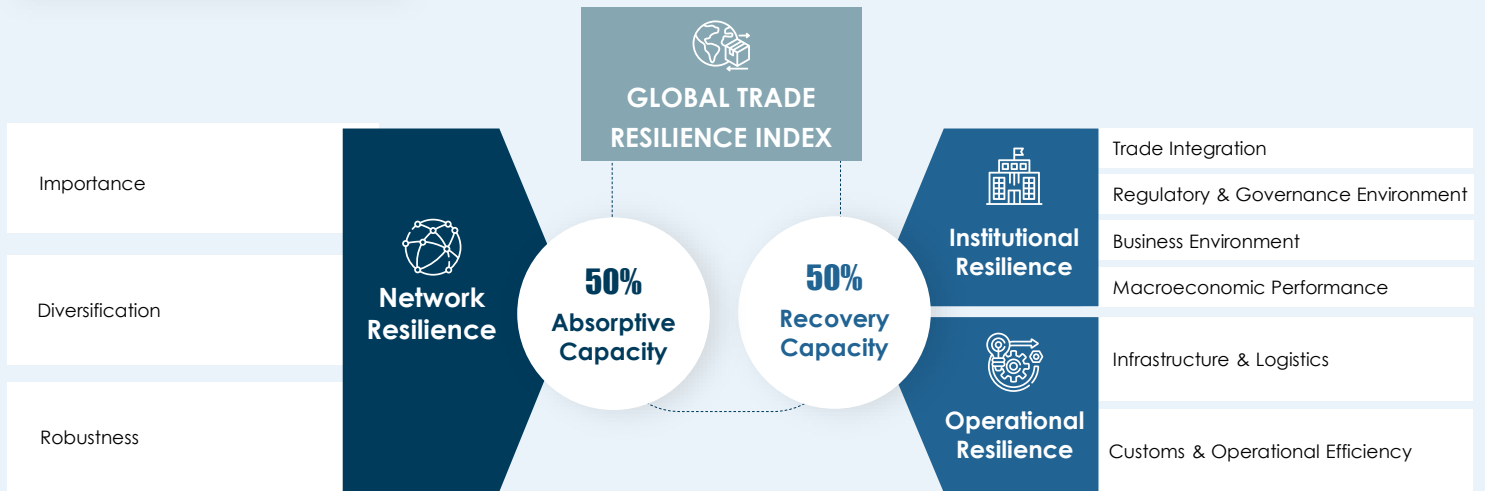 GLOBAL TRADE
RESILIENCE INDEX
Importance
Diversification
Robustness
Network
Resilience
50%
Absorptive
Capacity
50%
Recovery
Capacity
Institutional
Resilience
Trade Integration
Regulatory & Governance Environment
Business Environment
Macroeconomic Performance
Operational
Resilience
Infrastructure & Logistics
Customs & Operational Efficiency